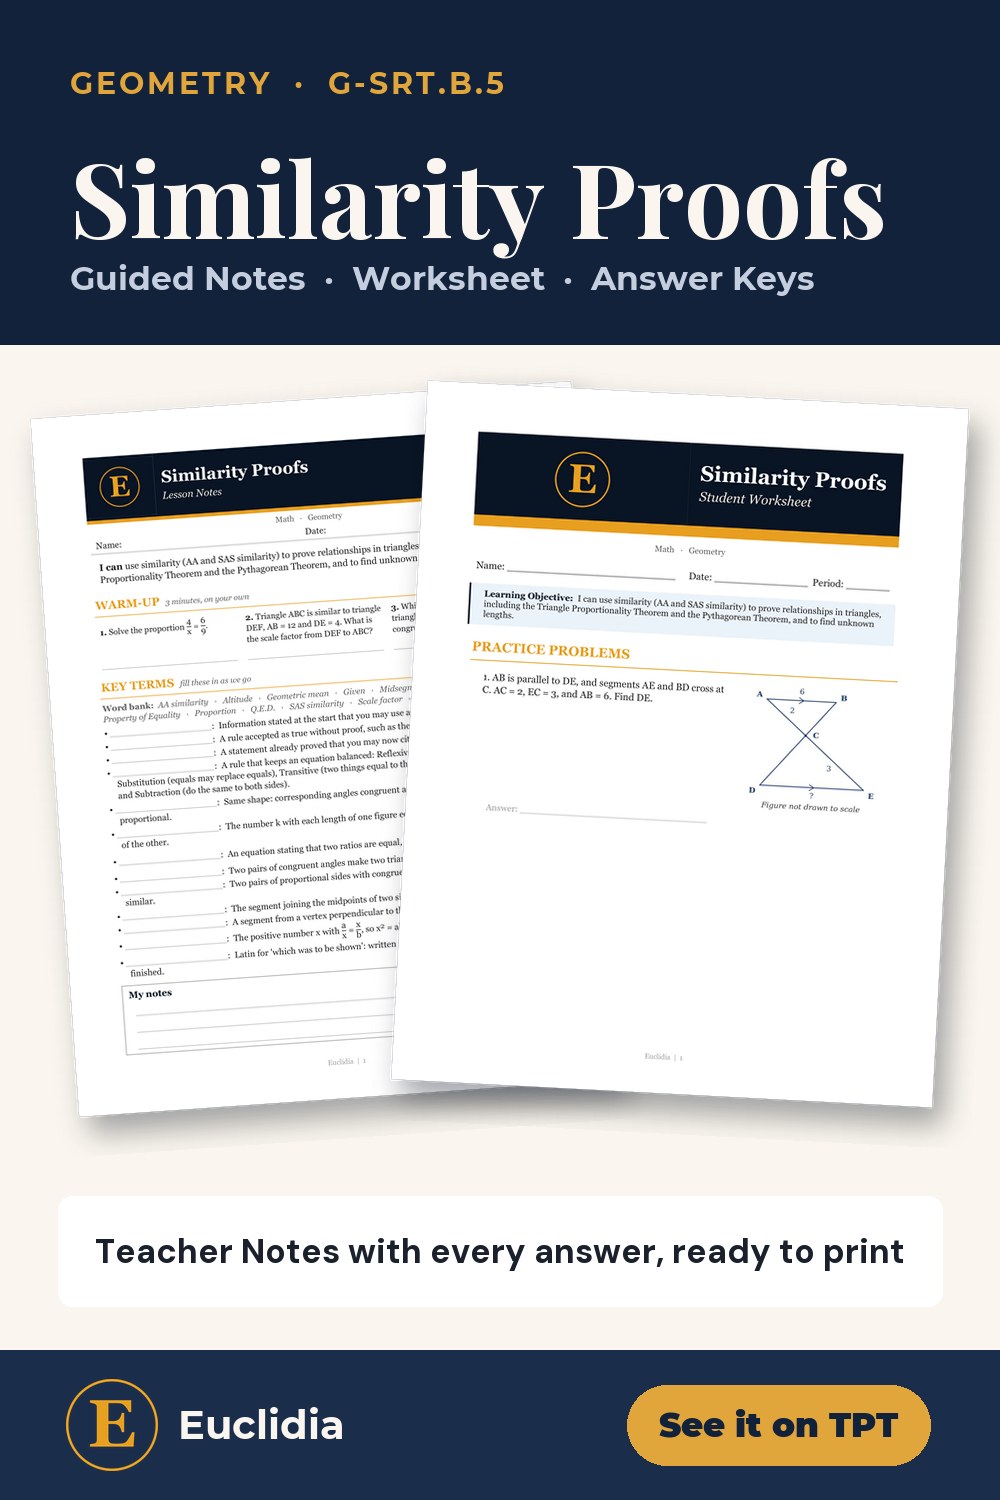 GEOMETRY · G-SRT.B.5
Similarity Proofs
Guided Notes · Worksheet · Answer Keys
E
Similarity Proofs
Lesson Notes
Math · Geometry
Name:
Date:
I can use similarity (AA and SAS similarity) to prove relationships in triangles
Proportionality Theorem and the Pythagorean Theorem, and to find unknown
WARM-UP 3 minutes, on your own
1. Solve the proportion 4/x = 6/9.
2. Triangle ABC is similar to triangle
DEF, AB = 12 and DE = 4. What is
the scale factor from DEF to ABC?
3.
KEY TERMS fill these in as we go
Word bank: AA similarity · Altitude · Geometric mean · Given ·
Property of Equality · Proportion · Q.E.D. · SAS similarity · Scale factor
: Information stated at the start that you may use
: A rule accepted as true without proof, such as the
: A statement already proved that you may now
: A rule that keeps an equation balanced:
Substitution (equals may replace equals), Transitive (two things equal to
and Subtraction (do the same to both sides).
: Same shape: corresponding angles congruent
proportional.
: The number k with each length of one figure
of the other.
: An equation stating that two ratios are equal,
: Two pairs of congruent angles make two
: Two pairs of proportional sides with
similar.
: The segment joining the midpoints of two
: A segment from a vertex perpendicular to
: The positive number x with a/x = x/b, so x² =
: Latin for 'which was to be shown': written
finished.
My notes
Euclidia | 1
E
Similarity Proofs
Student Worksheet
Math · Geometry
Name: Date: Period:
Learning Objective: I can use similarity (AA and SAS similarity) to prove relationships in triangles,
including the Triangle Proportionality Theorem and the Pythagorean Theorem, and to find unknown
lengths.
PRACTICE PROBLEMS
1. AB is parallel to DE, and segments AE and BD cross at
C. AC = 2, EC = 3, and AB = 6. Find DE.
A 6 B
2
C
3
D ? E
Figure not drawn to scale
Answer:
Euclidia | 1
Teacher Notes with every answer, ready to print
E Euclidia
See it on TPT